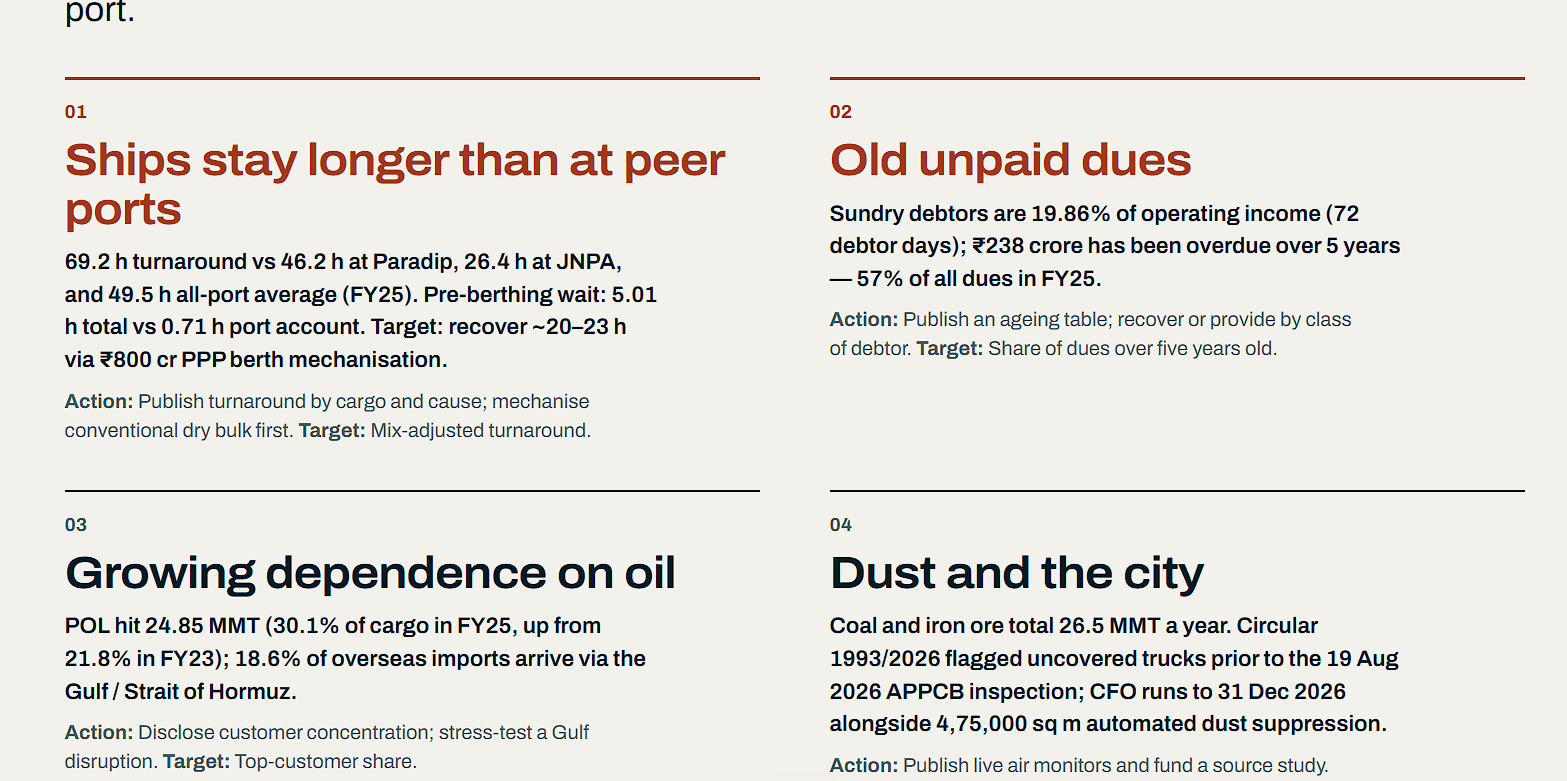 port.
01
Ships stay longer than at peer
ports
69.2 h turnaround vs 46.2 h at Paradip, 26.4 h at JNPA,
and 49.5 h all-port average (FY25). Pre-berthing wait: 5.01
h total vs 0.71 h port account. Target: recover ~20–23 h
via ₹800 cr PPP berth mechanisation.
Action: Publish turnaround by cargo and cause; mechanise
conventional dry bulk first. Target: Mix-adjusted turnaround.
02
Old unpaid dues
Sundry debtors are 19.86% of operating income (72
debtor days); ₹238 crore has been overdue over 5 years
— 57% of all dues in FY25.
Action: Publish an ageing table; recover or provide by class
of debtor. Target: Share of dues over five years old.
03
Growing dependence on oil
POL hit 24.85 MMT (30.1% of cargo in FY25, up from
21.8% in FY23); 18.6% of overseas imports arrive via the
Gulf / Strait of Hormuz.
Action: Disclose customer concentration; stress-test a Gulf
disruption. Target: Top-customer share.
04
Dust and the city
Coal and iron ore total 26.5 MMT a year. Circular
1993/2026 flagged uncovered trucks prior to the 19 Aug
2026 APPCB inspection; CFO runs to 31 Dec 2026
alongside 4,75,000 sq m automated dust suppression.
Action: Publish live air monitors and fund a source study.